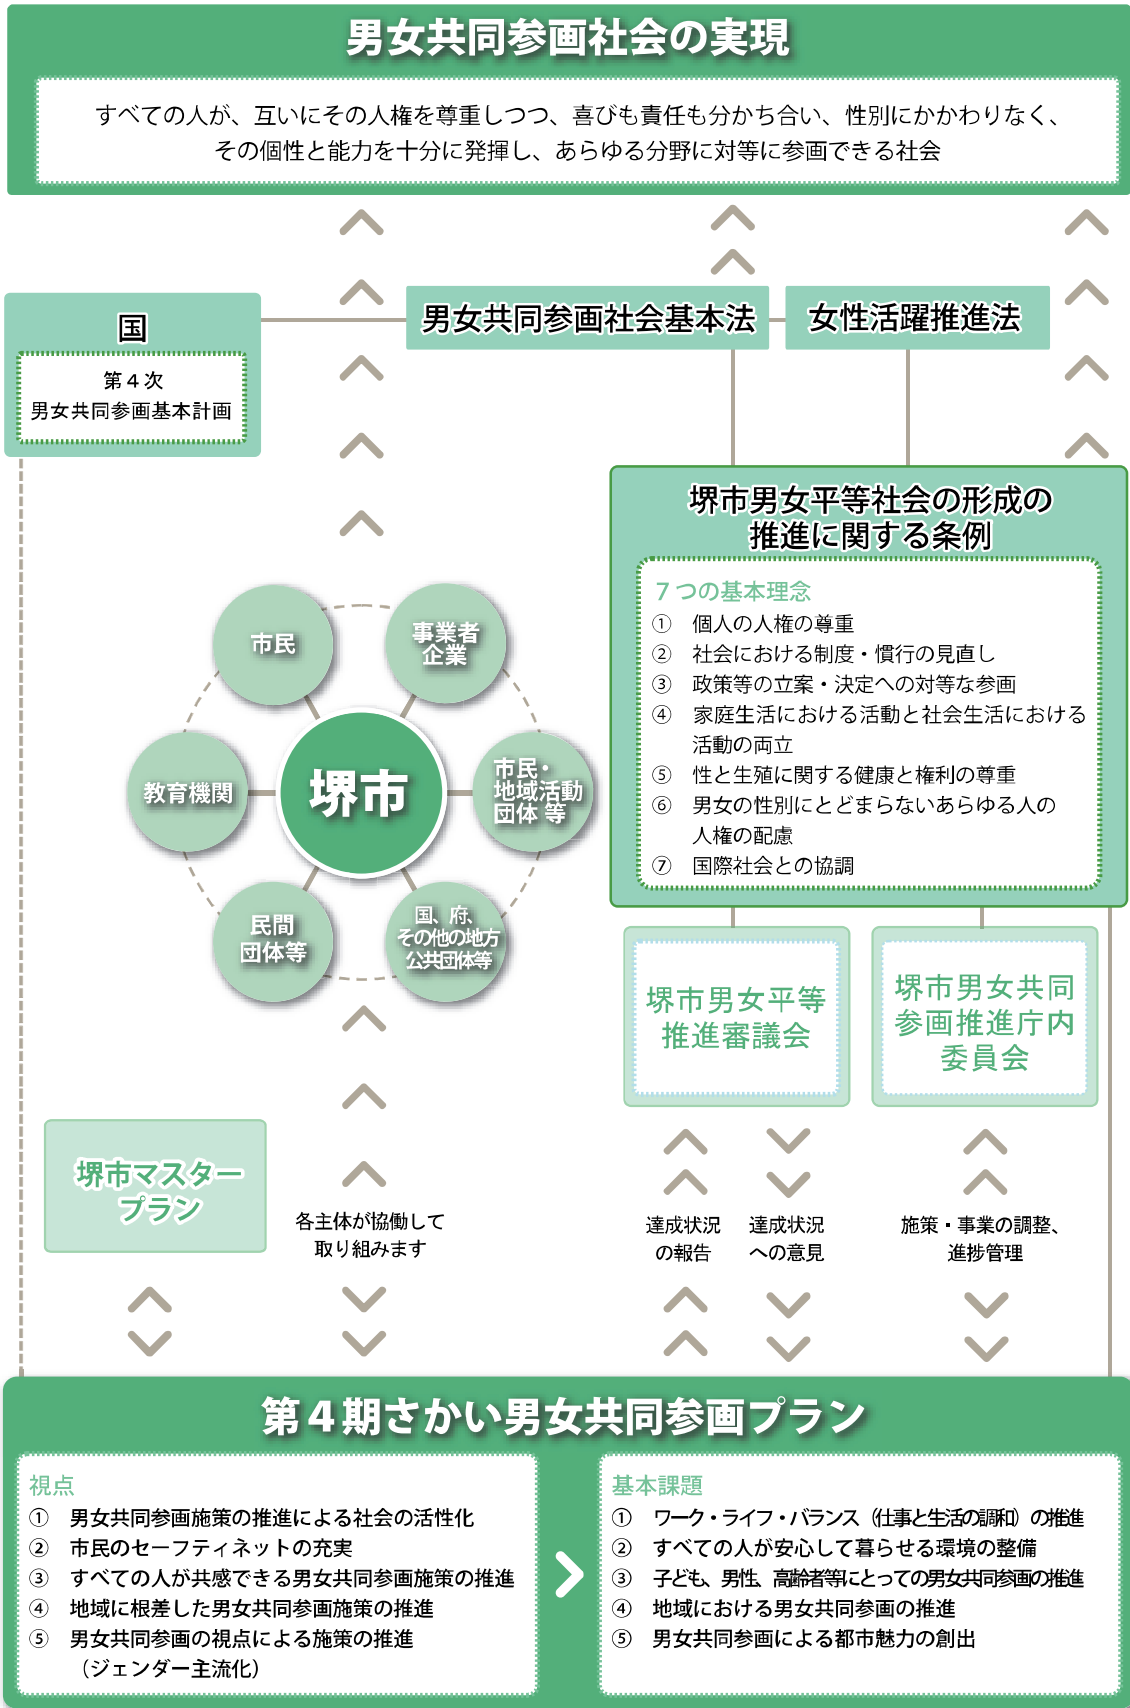 男女共同参画社会の実現
すべての人が、互いにその人権を尊重しつつ、喜びも責任も分かち合い、性別にかかわりなく、
その個性と能力を十分に発揮し、あらゆる分野に対等に参画できる社会
国
第４次
男女共同参画基本計画
男女共同参画社会基本法
女性活躍推進法
堺市男女平等社会の形成の
推進に関する条例
７つの基本理念
① 個人の人権の尊重
② 社会における制度・慣行の見直し
③ 政策等の立案・決定への対等な参画
④ 家庭生活における活動と社会生活における
活動の両立
⑤ 性と生殖に関する健康と権利の尊重
⑥ 男女の性別にとどまらないあらゆる人の
人権の配慮
⑦ 国際社会との協調
市民
事業者
企業
教育機関
堺市
市民・
地域活動
団体 等
民間
団体等
国、府、
その他の地方
公共団体等
堺市男女平等
推進審議会
堺市男女共同
参画推進庁内
委員会
堺市マスター
プラン
各主体が協働して
取り組みます
達成状況
の報告
達成状況
への意見
施策・事業の調整、
進捗管理
第４期さかい男女共同参画プラン
視点
① 男女共同参画施策の推進による社会の活性化
② 市民のセーフティネットの充実
③ すべての人が共感できる男女共同参画施策の推進
④ 地域に根差した男女共同参画施策の推進
⑤ 男女共同参画の視点による施策の推進
（ジェンダー主流化）
基本課題
① ワーク・ライフ・バランス（仕事と生活の調和）の推進
② すべての人が安心して暮らせる環境の整備
③ 子ども、男性、高齢者等にとっての男女共同参画の推進
④ 地域における男女共同参画の推進
⑤ 男女共同参画による都市魅力の創出